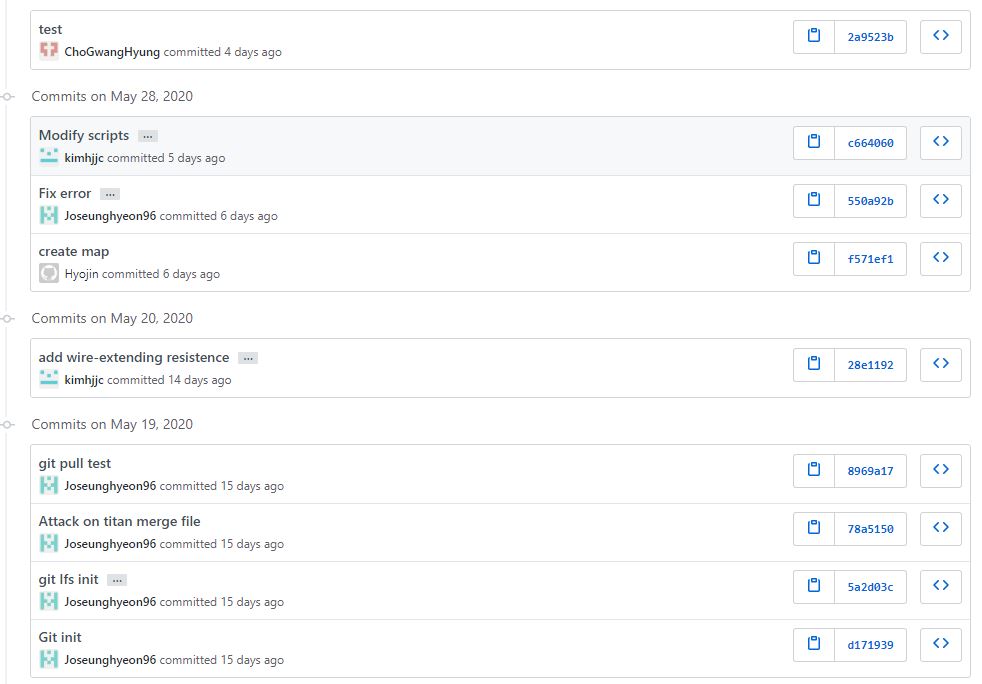 test
ChoGwangHyung committed 4 days ago
2a9523b
Commits on May 28, 2020
Modify scripts ...
kimhjjc committed 5 days ago
c664060
Fix error ...
Joseunghyeon96 committed 6 days ago
550a92b
create map
Hyojin committed 6 days ago
f571ef1
Commits on May 20, 2020
add wire-extending resistence ...
kimhjjc committed 14 days ago
28e1192
Commits on May 19, 2020
git pull test
Joseunghyeon96 committed 15 days ago
8969a17
Attack on titan merge file
Joseunghyeon96 committed 15 days ago
78a5150
git lfs init ...
Joseunghyeon96 committed 15 days ago
5a2d03c
Git init
Joseunghyeon96 committed 15 days ago
d171939